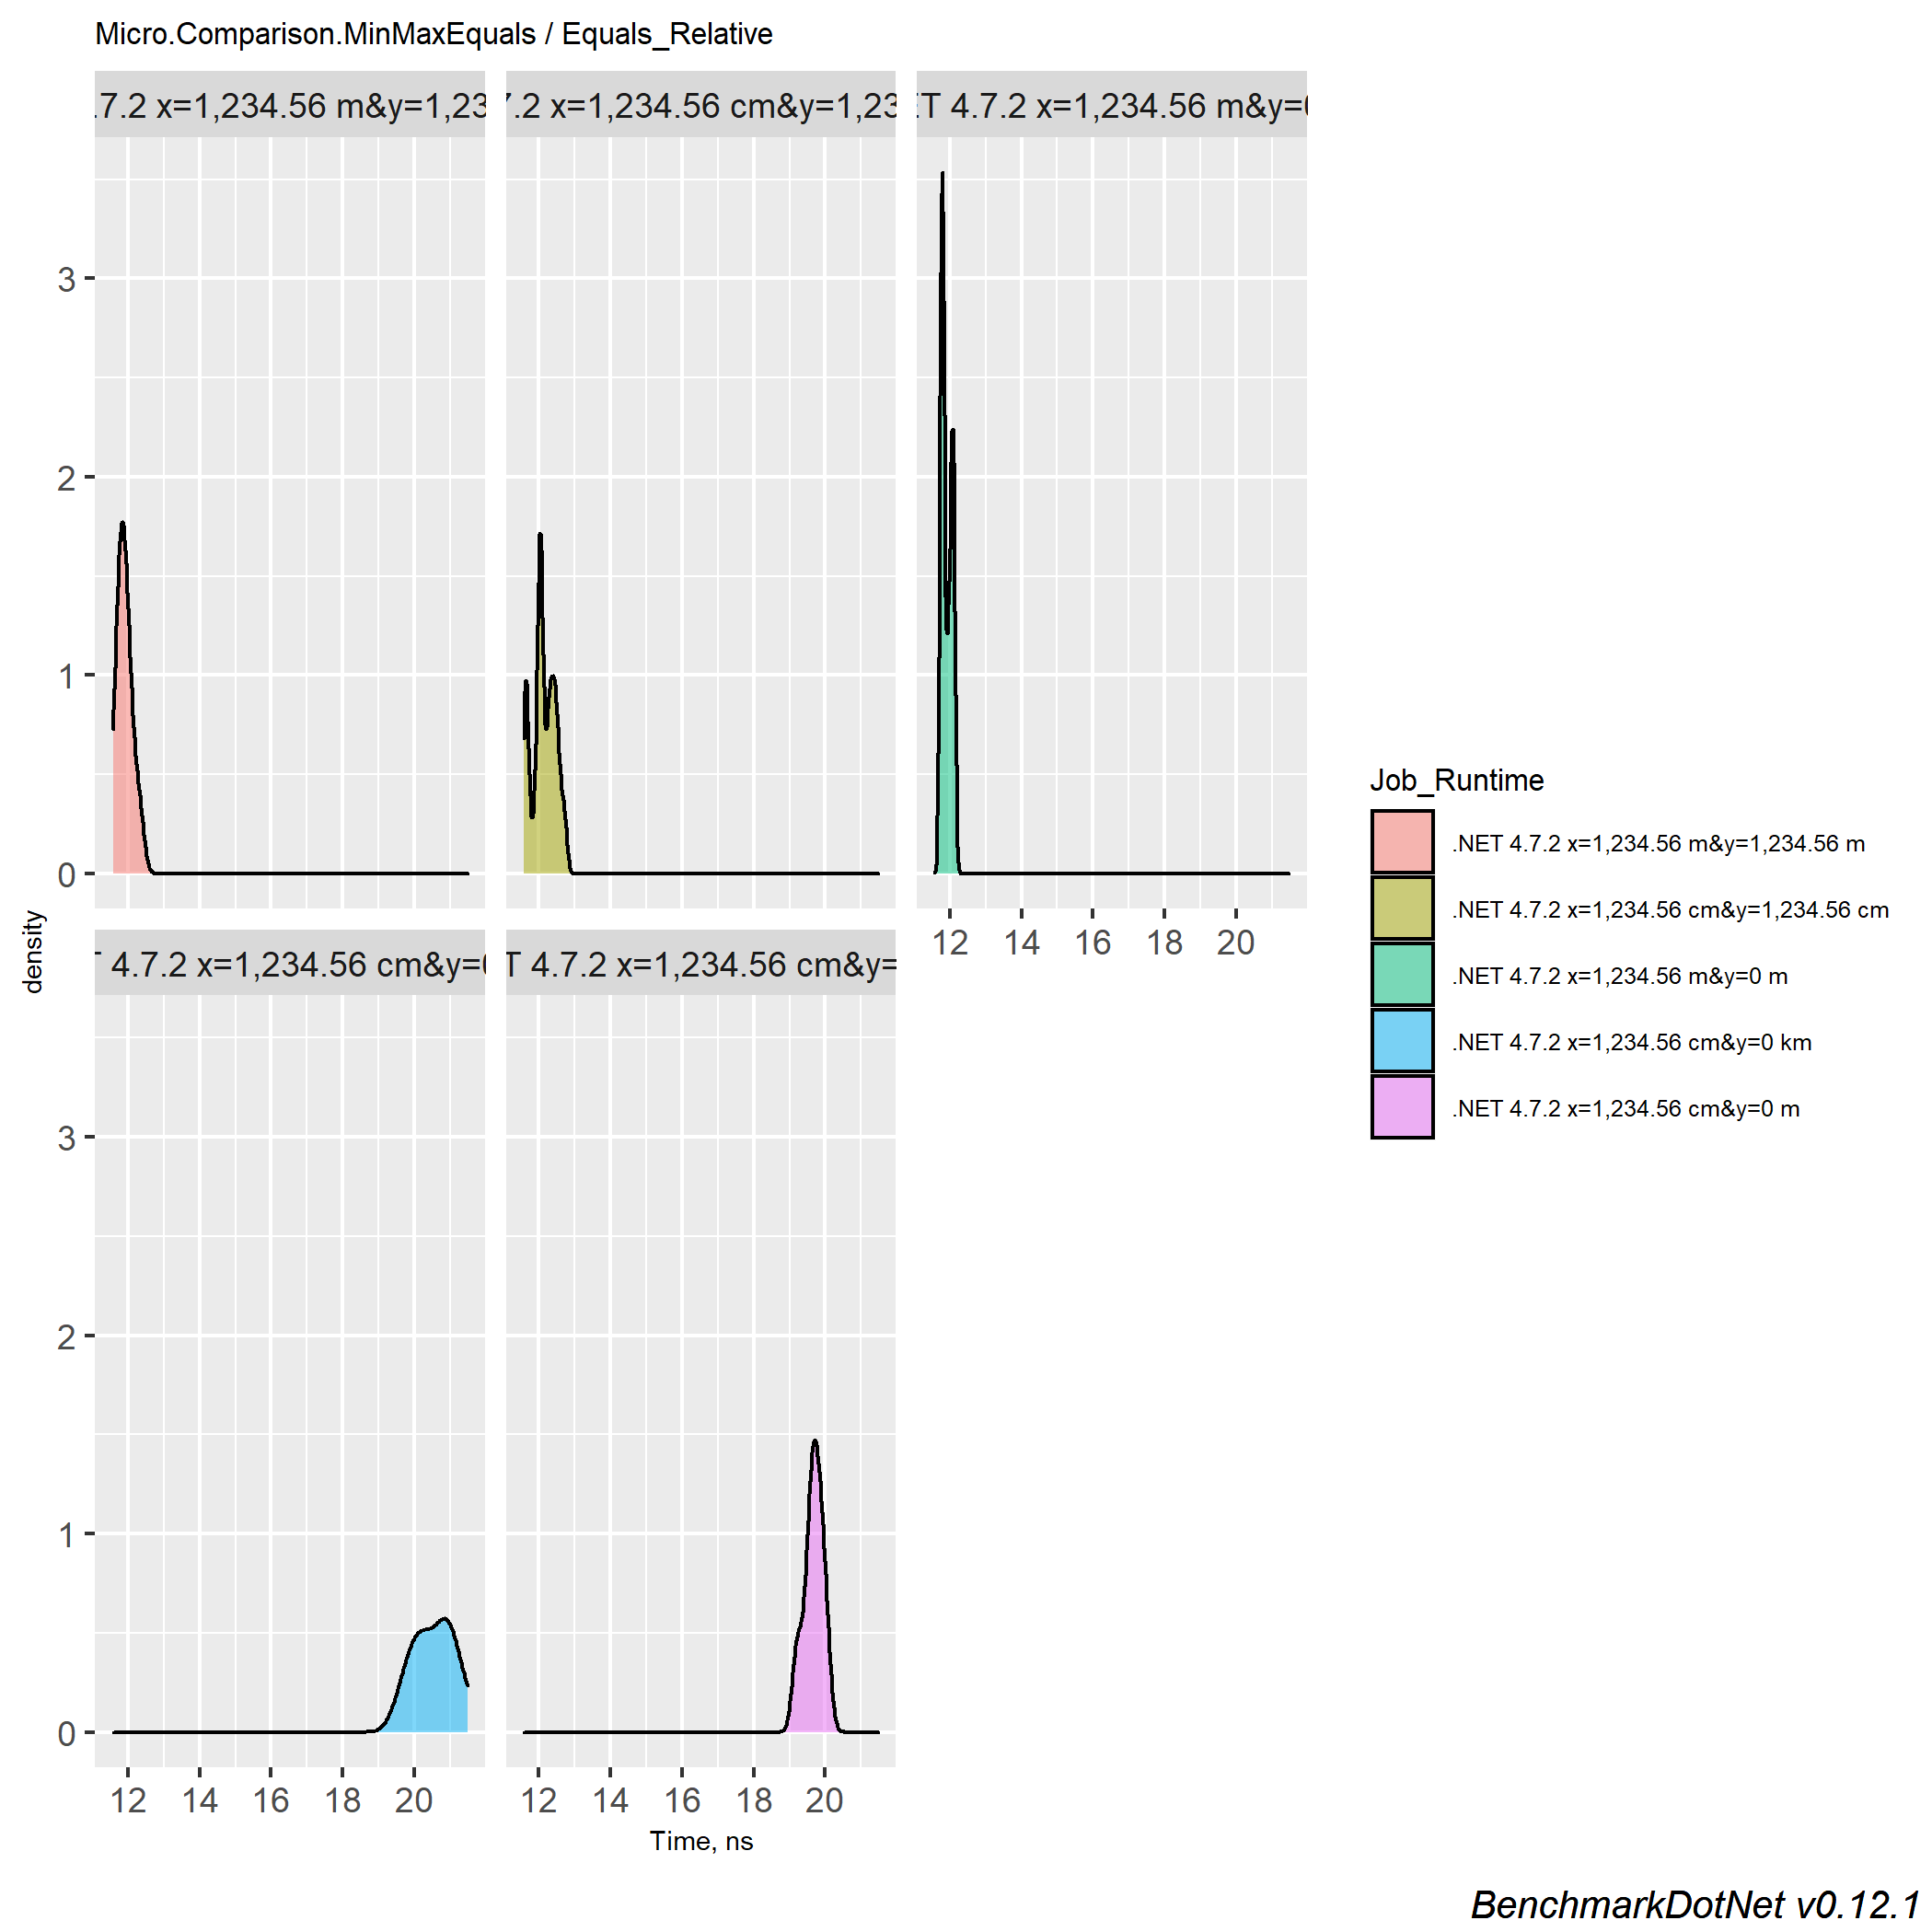 Micro.Comparison.MinMaxEquals / Equals_Relative
.7.2 x=1,234.56 m&y=1,23
7.2 x=1,234.56 cm&y=1,23
ET 4.7.2 x=1,234.56 m&y=0
3
2
1
0
12 14 16 18 20
density
T 4.7.2 x=1,234.56 cm&y=0
T 4.7.2 x=1,234.56 cm&y=
3
2
1
0
12 14 16 18 20
12 14 16 18 20
Time, ns
Job_Runtime
.NET 4.7.2 x=1,234.56 m&y=1,234.56 m
.NET 4.7.2 x=1,234.56 cm&y=1,234.56 cm
.NET 4.7.2 x=1,234.56 m&y=0 m
.NET 4.7.2 x=1,234.56 cm&y=0 km
.NET 4.7.2 x=1,234.56 cm&y=0 m
BenchmarkDotNet v0.12.1